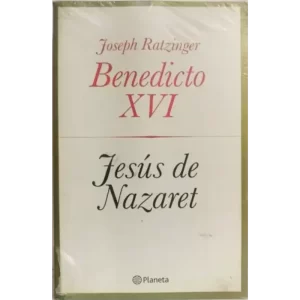 Joseph Ratzinger
Benedicto
XVI
Jesús de
Nazaret
Planeta